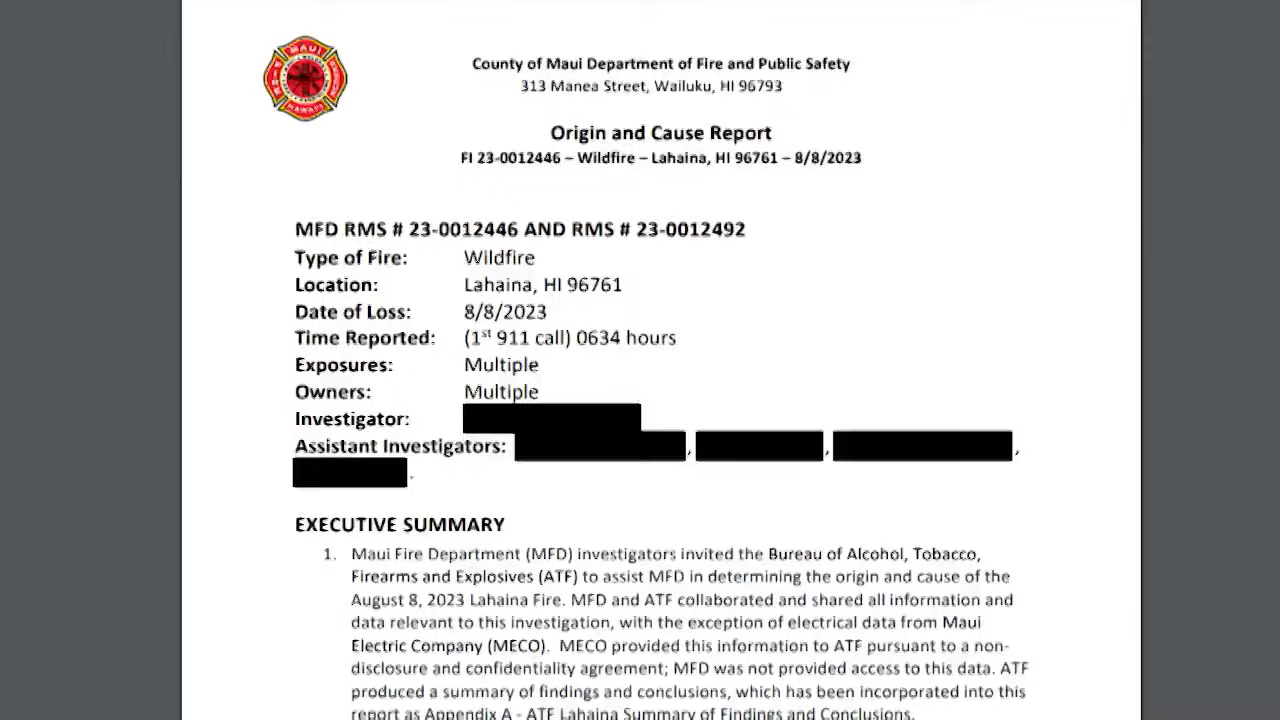 MAUI
FIRE
HAWAII
County of Maui Department of Fire and Public Safety
313 Manea Street, Wailuku, HI 96793
Origin and Cause Report
FI 23-0012446 – Wildfire – Lahaina, HI 96761 – 8/8/2023
MFD RMS # 23-0012446 AND RMS # 23-0012492
Type of Fire: Wildfire
Location: Lahaina, HI 96761
Date of Loss: 8/8/2023
Time Reported: (1st 911 call) 0634 hours
Exposures: Multiple
Owners: Multiple
Investigator:
Assistant Investigators: , , ,
.
EXECUTIVE SUMMARY
1. Maui Fire Department (MFD) investigators invited the Bureau of Alcohol, Tobacco,
Firearms and Explosives (ATF) to assist MFD in determining the origin and cause of the
August 8, 2023 Lahaina Fire. MFD and ATF collaborated and shared all information and
data relevant to this investigation, with the exception of electrical data from Maui
Electric Company (MECO). MECO provided this information to ATF pursuant to a non-
disclosure and confidentiality agreement; MFD was not provided access to this data. ATF
produced a summary of findings and conclusions, which has been incorporated into this
report as Appendix A - ATF Lahaina Summary of Findings and Conclusions.